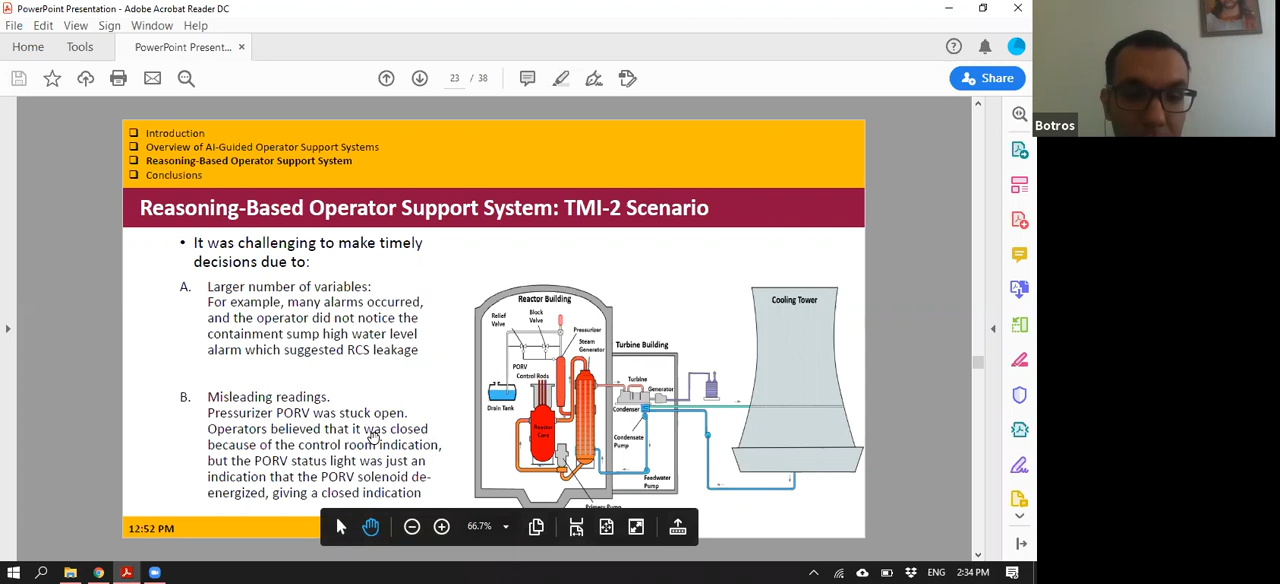 PowerPoint Presentation - Adobe Acrobat Reader DC
File Edit View Sign Window Help
Home Tools PowerPoint Present... ×
23 / 38
Share
Botros
Introduction
Overview of AI-Guided Operator Support Systems
Reasoning-Based Operator Support System
Conclusions
Reasoning-Based Operator Support System: TMI-2 Scenario
• It was challenging to make timely
decisions due to:
A. Larger number of variables:
For example, many alarms occurred,
and the operator did not notice the
containment sump high water level
alarm which suggested RCS leakage
B. Misleading readings.
Pressurizer PORV was stuck open.
Operators believed that it was closed
because of the control room indication,
but the PORV status light was just an
indication that the PORV solenoid de-
energized, giving a closed indication
Reactor Building
Relief
Valve
Block
Valve
Pressurizer
Steam
Generator
PORV
Control Rods
Drain Tank
Reactor
Core
Turbine Building
Turbine
Generator
Condenser
Condensate
Pump
Feedwater
Pump
Primary Pump
Cooling Tower
12:52 PM
66.7%
ENG 2:34 PM